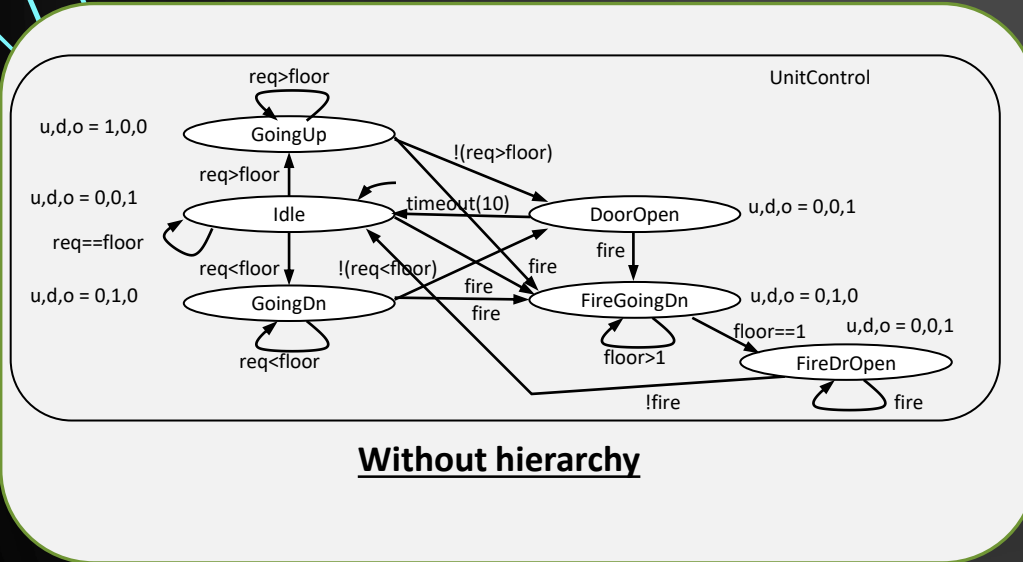 req>floor
UnitControl
u,d,o = 1,0,0
GoingUp
!(req>floor)
req>floor
u,d,o = 0,0,1
Idle
timeout(10)
DoorOpen
u,d,o = 0,0,1
req==floor
req<floor
!(req<floor)
fire
fire
u,d,o = 0,1,0
GoingDn
fire
fire
FireGoingDn
u,d,o = 0,1,0
req<floor
floor>1
floor==1
u,d,o = 0,0,1
FireDrOpen
!fire
fire
Without hierarchy